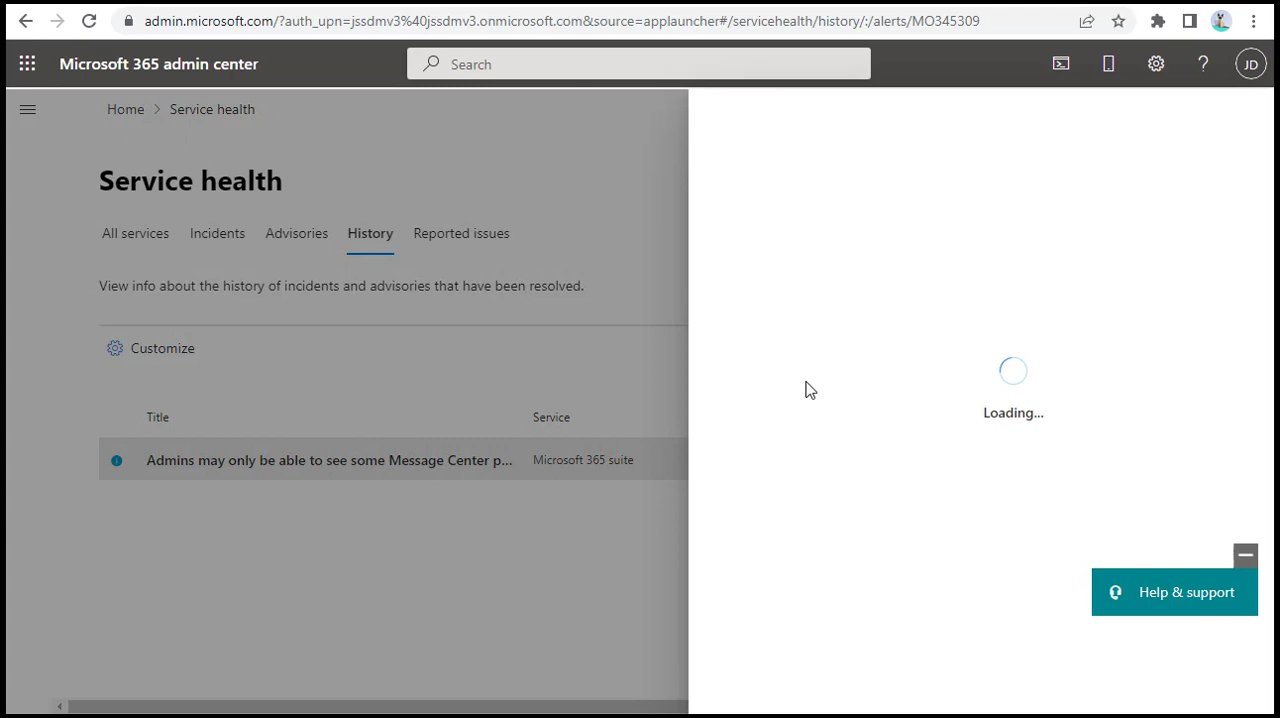 admin.microsoft.com/?auth_upn=jssdmv3%40jssdmv3.onmicrosoft.com&source=applauncher#/servicehealth/history/:/alerts/MO345309
Microsoft 365 admin center
Search
JD
Home > Service health
Service health
All services Incidents Advisories History Reported issues
View info about the history of incidents and advisories that have been resolved.
Customize
Title Service
Admins may only be able to see some Message Center p... Microsoft 365 suite
Loading...
Help & support